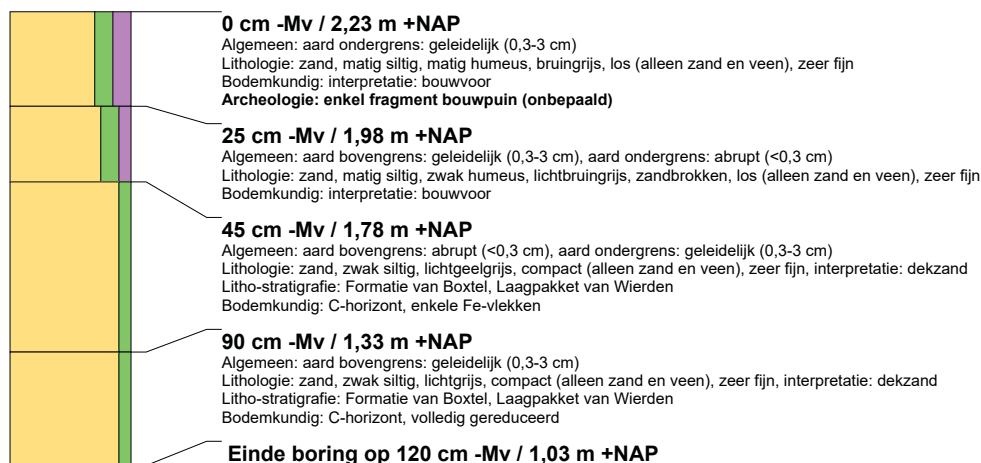 0 cm -Mv / 2,23 m +NAP
Algemeen: aard ondergrens: geleidelijk (0,3-3 cm)
Lithologie: zand, matig siltig, matig humeus, bruingrijs, los (alleen zand en veen), zeer fijn
Bodemkundig: interpretatie: bouwvoor
Archeologie: enkel fragment bouwpuin (onbepaald)
25 cm -Mv / 1,98 m +NAP
Algemeen: aard bovengrens: geleidelijk (0,3-3 cm), aard ondergrens: abrupt (<0,3 cm)
Lithologie: zand, matig siltig, zwak humeus, lichtbruingrijs, zandbrokken, los (alleen zand en veen), zeer fijn
Bodemkundig: interpretatie: bouwvoor
45 cm -Mv / 1,78 m +NAP
Algemeen: aard bovengrens: abrupt (<0,3 cm), aard ondergrens: geleidelijk (0,3-3 cm)
Lithologie: zand, zwak siltig, lichtgeelgrijs, compact (alleen zand en veen), zeer fijn, interpretatie: dekzand
Litho-stratigrafie: Formatie van Boxtel, Laagpakket van Wierden
Bodemkundig: C-horizont, enkele Fe-vlekken
90 cm -Mv / 1,33 m +NAP
Algemeen: aard bovengrens: geleidelijk (0,3-3 cm)
Lithologie: zand, zwak siltig, lichtgrijs, compact (alleen zand en veen), zeer fijn, interpretatie: dekzand
Litho-stratigrafie: Formatie van Boxtel, Laagpakket van Wierden
Bodemkundig: C-horizont, volledig gereduceerd
Einde boring op 120 cm -Mv / 1,03 m +NAP